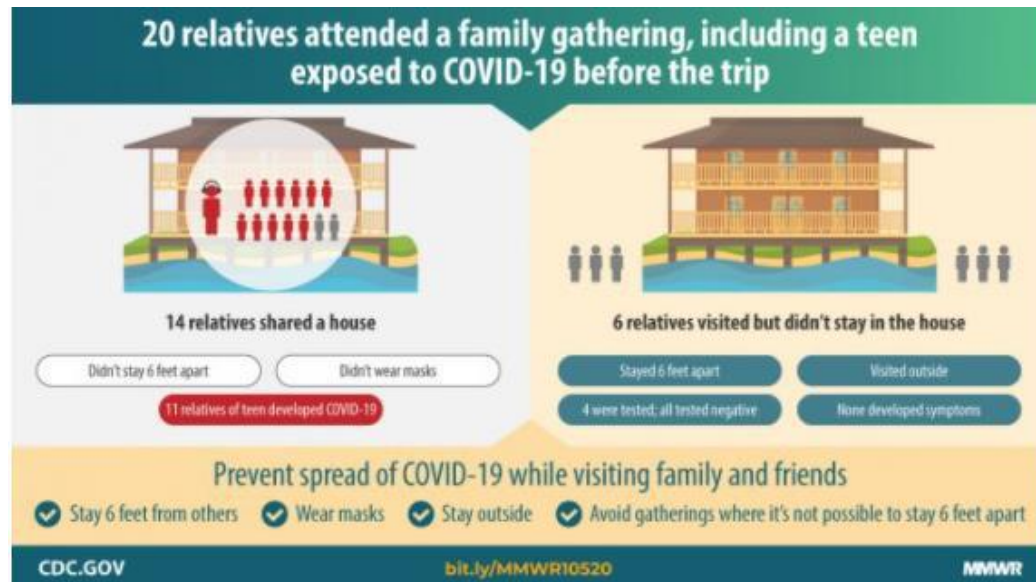 20 relatives attended a family gathering, including a teen
exposed to COVID-19 before the trip
14 relatives shared a house
Didn't stay 6 feet apart
Didn't wear masks
11 relatives of teen developed COVID-19
6 relatives visited but didn't stay in the house
Stayed 6 feet apart
Visited outside
4 were tested; all tested negative
None developed symptoms
Prevent spread of COVID-19 while visiting family and friends
Stay 6 feet from others
Wear masks
Stay outside
Avoid gatherings where it's not possible to stay 6 feet apart
CDC.GOV
bit.ly/MMWR10520
MMWR